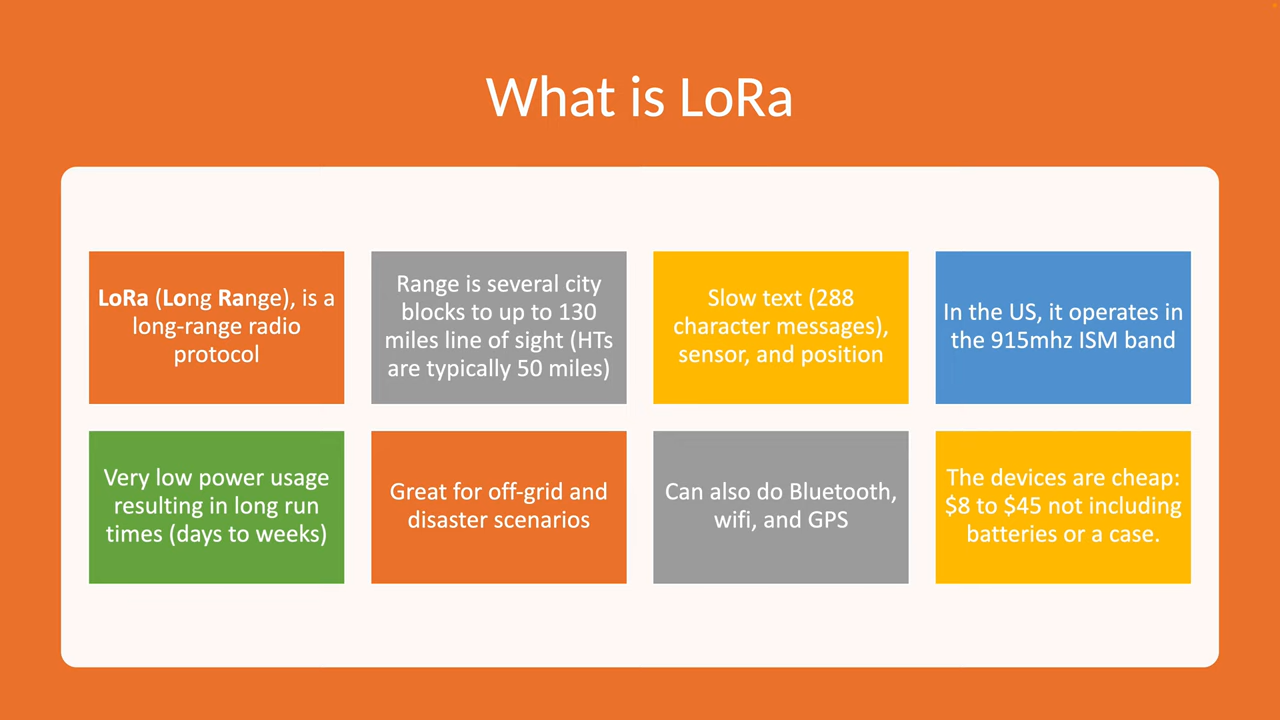 What is LoRa
LoRa (Long Range), is a
long-range radio
protocol
Range is several city
blocks to up to 130
miles line of sight (HTs
are typically 50 miles)
Slow text (288
character messages),
sensor, and position
In the US, it operates in
the 915mhz ISM band
Very low power usage
resulting in long run
times (days to weeks)
Great for off-grid and
disaster scenarios
Can also do Bluetooth,
wifi, and GPS
The devices are cheap:
$8 to $45 not including
batteries or a case.